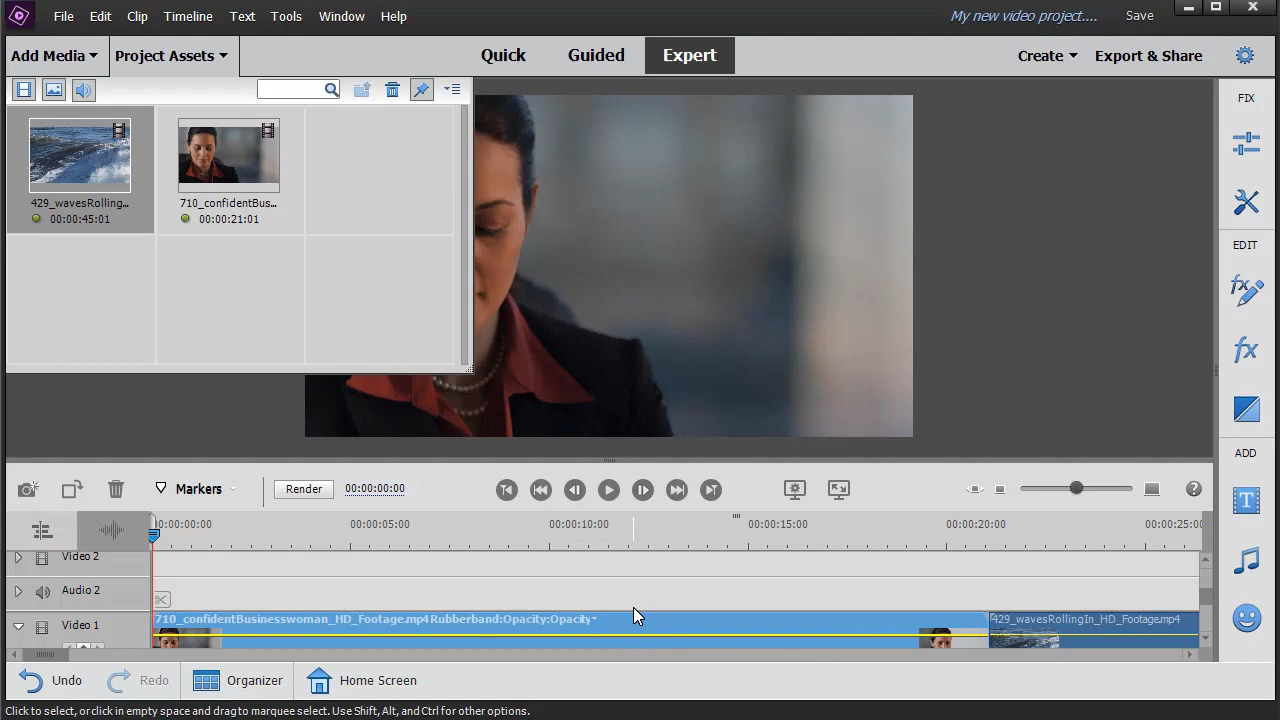 File Edit Clip Timeline Text Tools Window Help
My new video project.... Save
Add Media Project Assets
Quick Guided Expert
Create Export & Share
FIX
429_wavesRolling...
00:00:45:01
710_confidentBus...
00:00:21:01
EDIT
ADD
Markers Render 00:00:00:00
00:00:00:00 00:00:05:00 00:00:10:00 00:00:15:00 00:00:20:00 00:00:25:00
Video 2
Audio 2
Video 1
710_confidentBusinesswoman_HD_Footage.mp4 Rubberband:Opacity:Opacity
429_wavesRollingIn_HD_Footage.mp4
Undo Redo Organizer Home Screen
Click to select, or click in empty space and drag to marquee select. Use Shift, Alt, and Ctrl for other options.